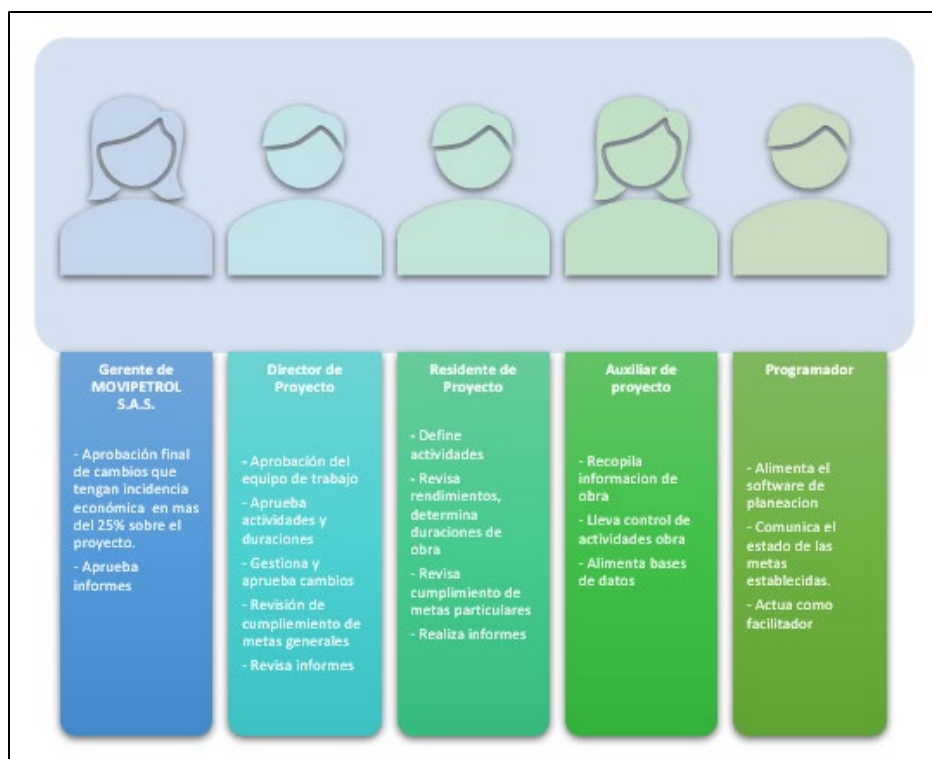 Gerente de
MOVIPETROL
S.A.S.
- Aprobación final
de cambios que
tengan incidencia
económica en mas
del 25% sobre el
proyecto.
- Aprueba
informes
Director de
Proyecto
- Aprobación del
equipo de trabajo
- Aprueba
actividades y
duraciones
- Gestiona y
aprueba cambios
- Revisión de
cumpliemiento de
metas generales
- Revisa informes
Residente de
Proyecto
- Define
actividades
- Revisa
rendimientos,
determina
duraciones de
obra
- Revisa
cumplimiento de
metas particulares
- Realiza informes
Auxiliar de
proyecto
- Recopila
informacion de
obra
- Lleva control de
actividades obra
- Alimenta bases
de datos
Programador
- Alimenta el
software de
planeacion
- Comunica el
estado de las
metas
establecidas.
- Actua como
facilitador